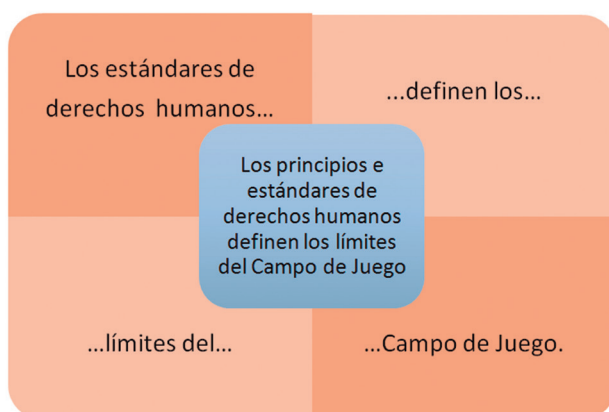 Los estándares de
derechos humanos...
...definen los...
Los principios e
estándares de
derechos humanos
definen los límites
del Campo de Juego
...límites del...
...Campo de Juego.